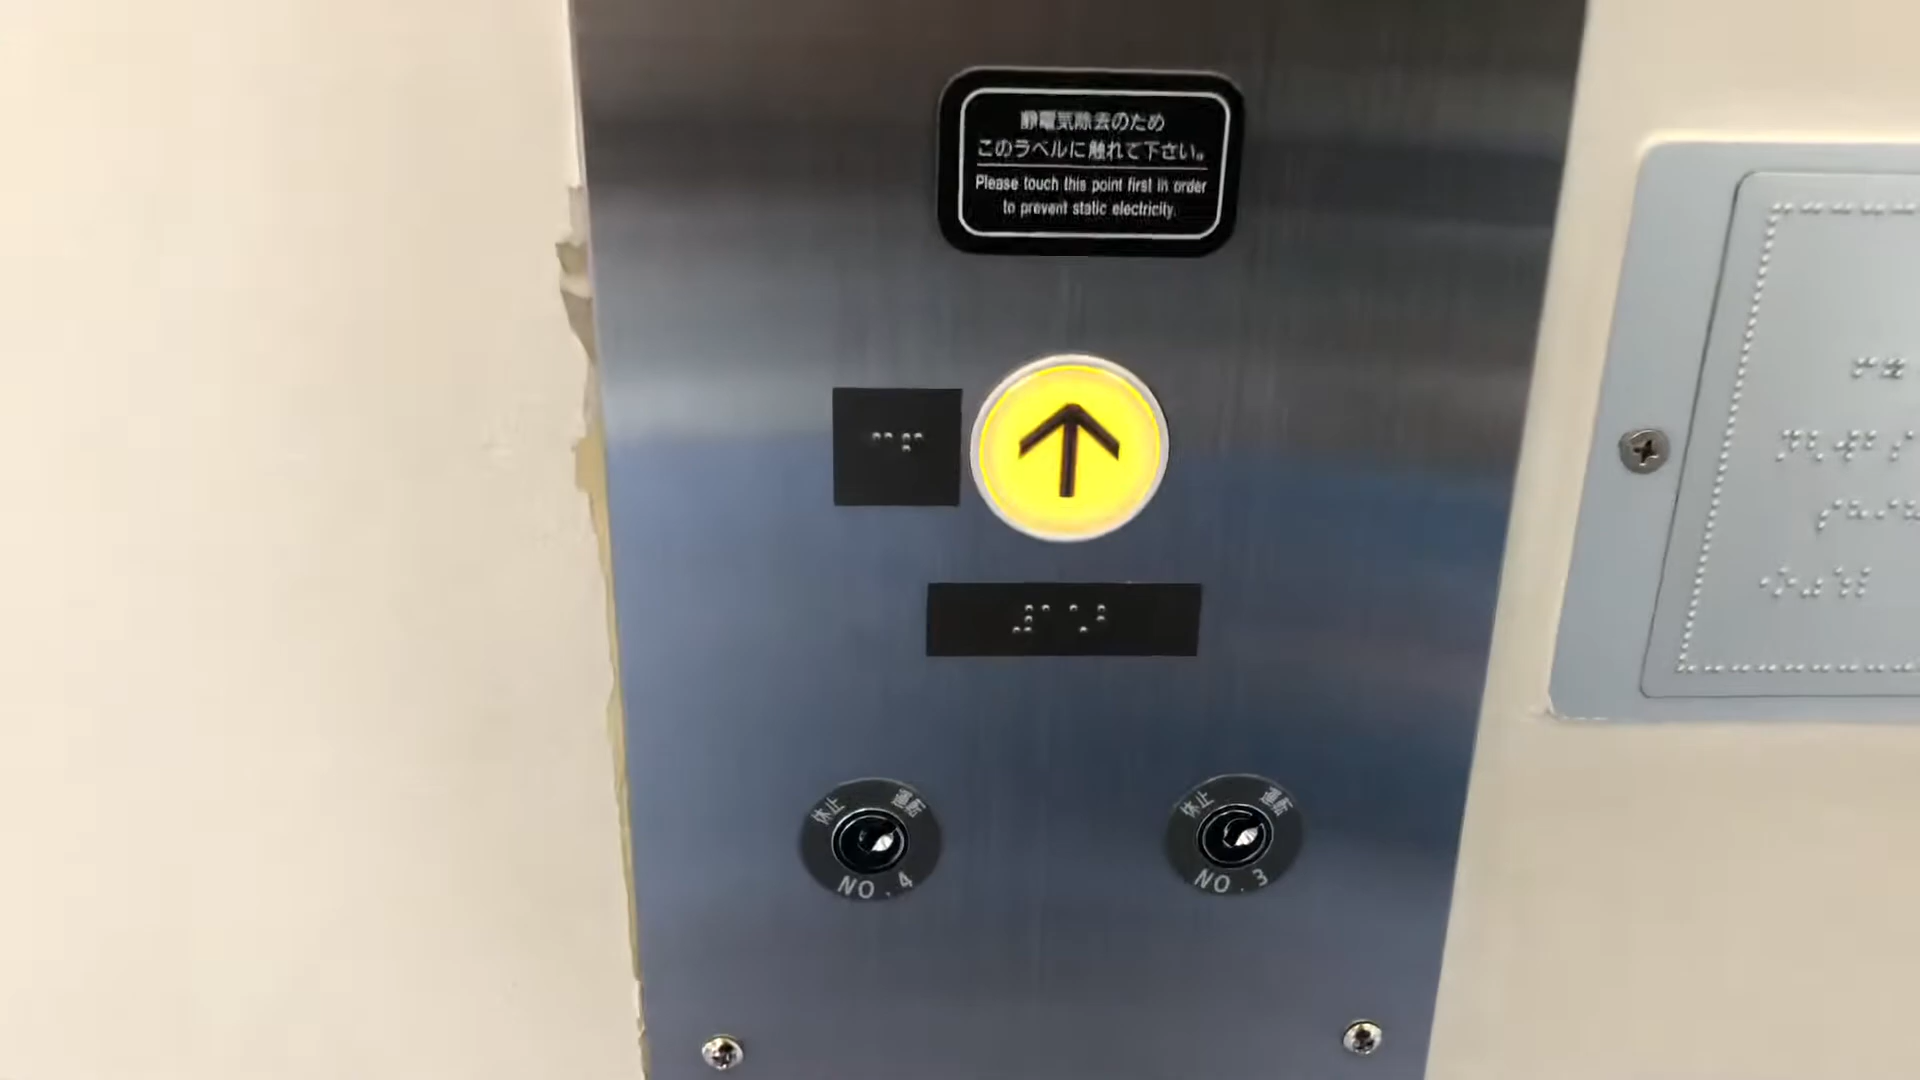 静電気除去のため
このラベルに触れて下さい。
Please touch this point first in order
to prevent static electricity.
休止 運転
NO.4
休止 運転
NO.3